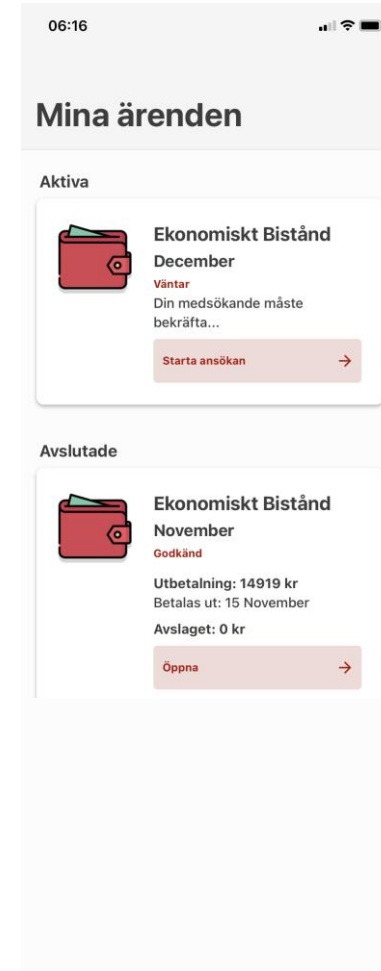 06:16
Mina ärenden
Aktiva
Ekonomiskt Bistånd
December
Väntar
Din medsökande måste
bekräfta...
Starta ansökan
Avslutade
Ekonomiskt Bistånd
November
Godkänd
Utbetalning: 14919 kr
Betalas ut: 15 November
Avslaget: 0 kr
Öppna